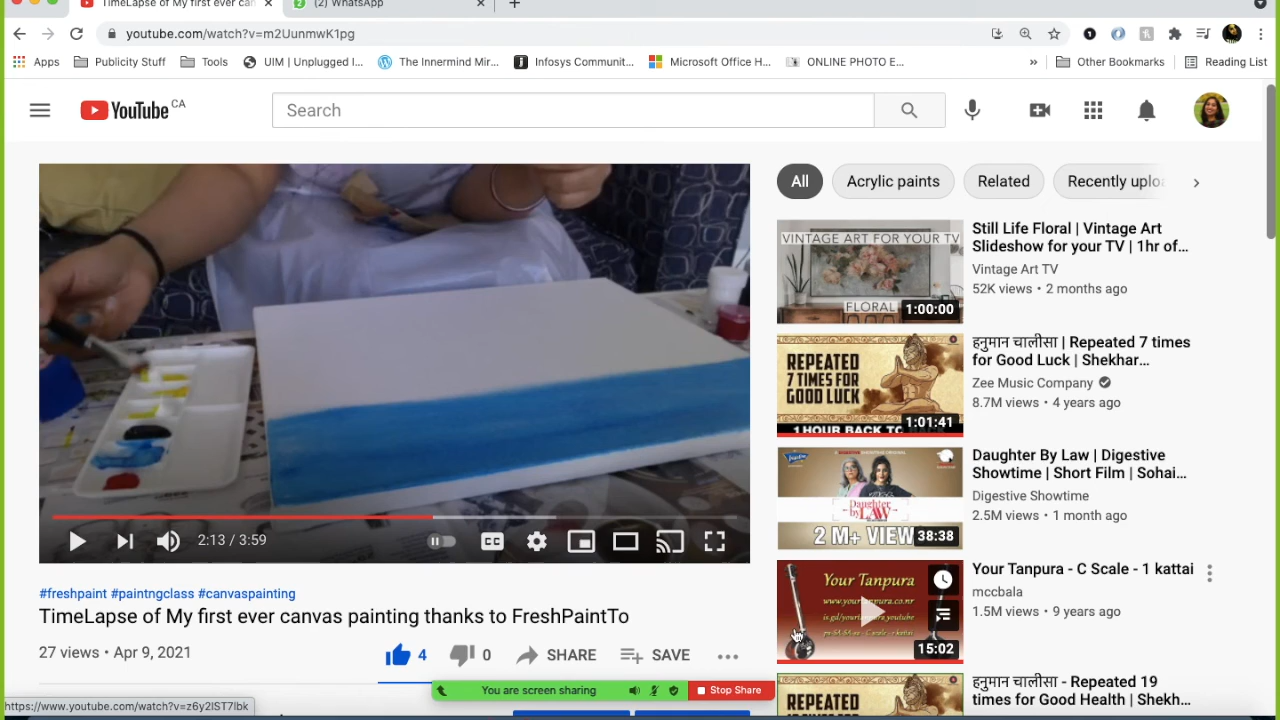 TimeLapse of My first ever can
(2) WhatsApp
youtube.com/watch?v=m2UunmwK1pg
Apps
Publicity Stuff
Tools
UIM | Unplugged I...
The Innermind Mir...
Infosys Communit...
Microsoft Office H...
ONLINE PHOTO E...
»
Other Bookmarks
Reading List
YouTube CA
Search
All
Acrylic paints
Related
Recently uploa
VINTAGE ART FOR YOUR TV
FLORAL
1:00:00
Still Life Floral | Vintage Art
Slideshow for your TV | 1hr of...
Vintage Art TV
52K views • 2 months ago
REPEATED
7 TIMES FOR
GOOD LUCK
1:01:41
हनुमान चालीसा | Repeated 7 times
for Good Luck | Shekhar...
Zee Music Company
8.7M views • 4 years ago
Daughter
by LAW
2 M+ VIEW
38:38
Daughter By Law | Digestive
Showtime | Short Film | Sohai...
Digestive Showtime
2.5M views • 1 month ago
Your Tanpura
15:02
Your Tanpura - C Scale - 1 kattai
mccbala
1.5M views • 9 years ago
REPEATED
हनुमान चालीसा - Repeated 19
times for Good Health | Shekh...
2:13 / 3:59
CC
#freshpaint #paintngclass #canvaspainting
TimeLapse of My first ever canvas painting thanks to FreshPaintTo
27 views • Apr 9, 2021
4
0
SHARE
SAVE
You are screen sharing
Stop Share